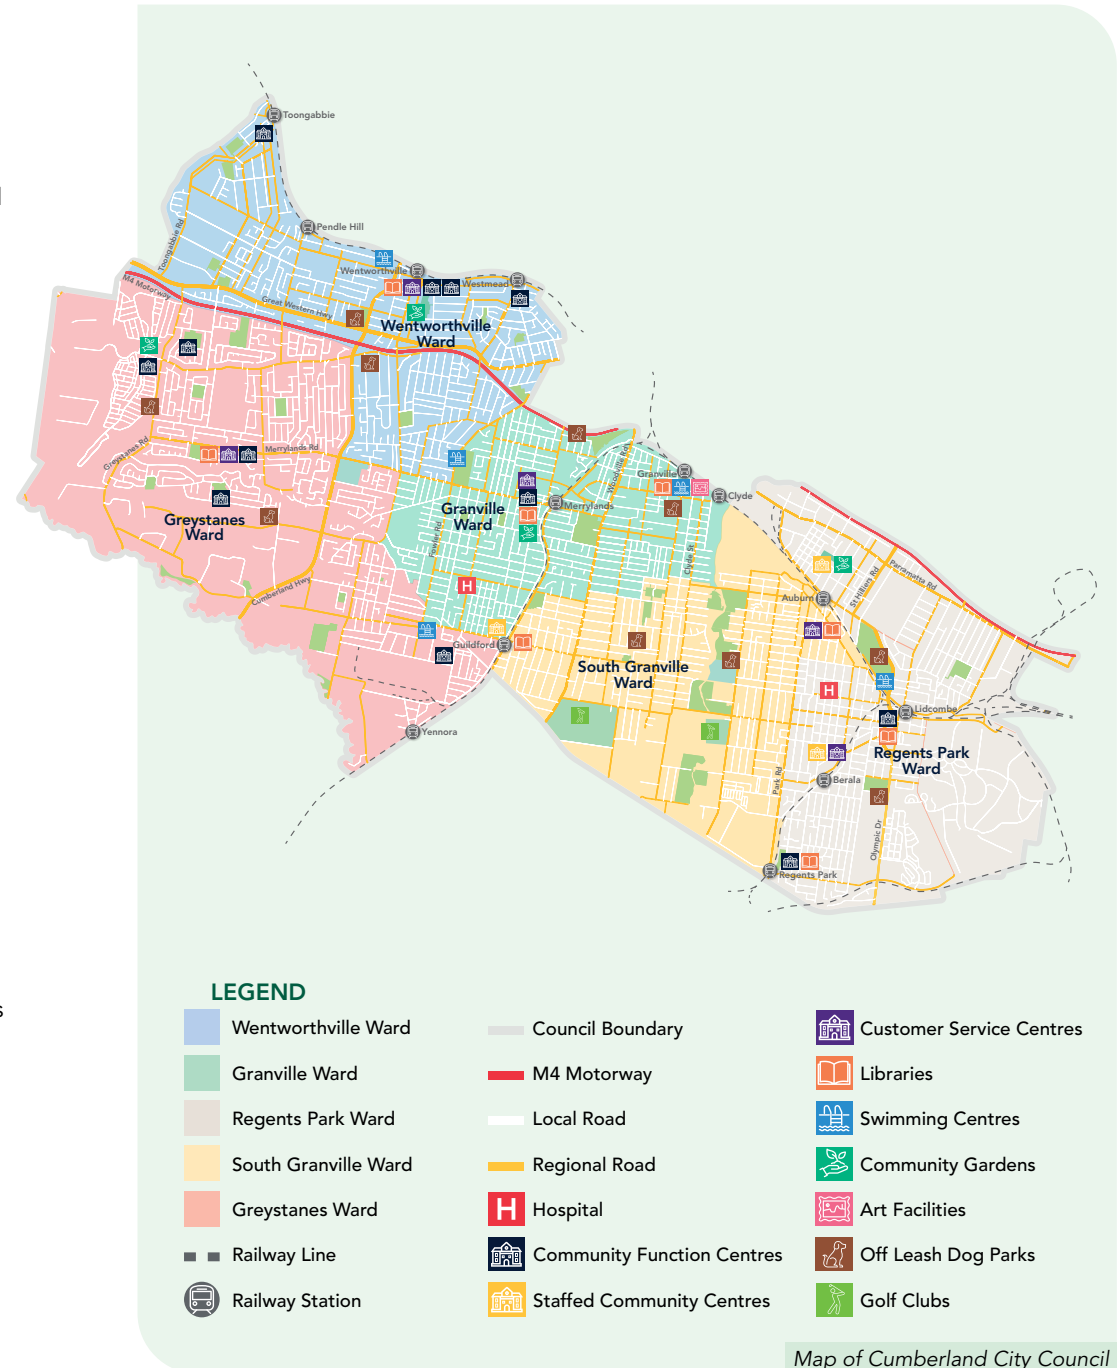 Toongabbie
Pendle Hill
Toongabbie Rd
Wentworthville
Westmead
M4 Motorway
Great Western Hwy
Wentworthville
Ward
Greystanes Rd
Merrylands Rd
Woodville Rd
Granville
Clyde
Merrylands
Granville
Ward
Greystanes
Ward
Fowler Rd
Clyde St
Parramatta Rd
St Hilliers Rd
Cumberland Hwy
Auburn
Guildford
South Granville
Ward
Lidcombe
Yennora
Regents Park
Ward
Park Rd
Berala
Olympic Dr
Regents Park
s
LEGEND
Wentworthville Ward
Granville Ward
Regents Park Ward
South Granville Ward
Greystanes Ward
Railway Line
Railway Station
Council Boundary
M4 Motorway
Local Road
Regional Road
H Hospital
Community Function Centres
Staffed Community Centres
Customer Service Centres
Libraries
Swimming Centres
Community Gardens
Art Facilities
Off Leash Dog Parks
Golf Clubs
H
H
Map of Cumberland City Council